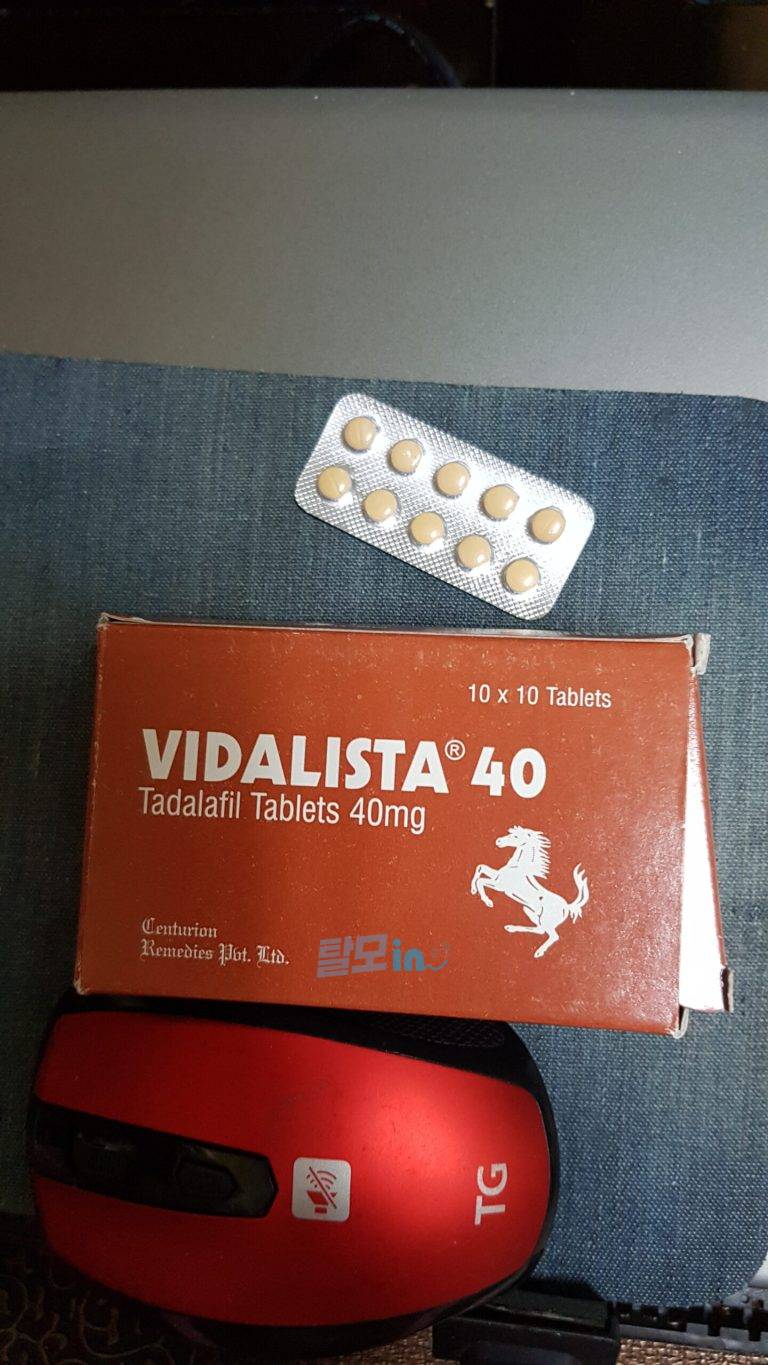 10 x 10 Tablets
VIDALISTA® 40
Tadalafil Tablets 40mg
Centurion
Remedies Pvt. Ltd.
탈모in
TG